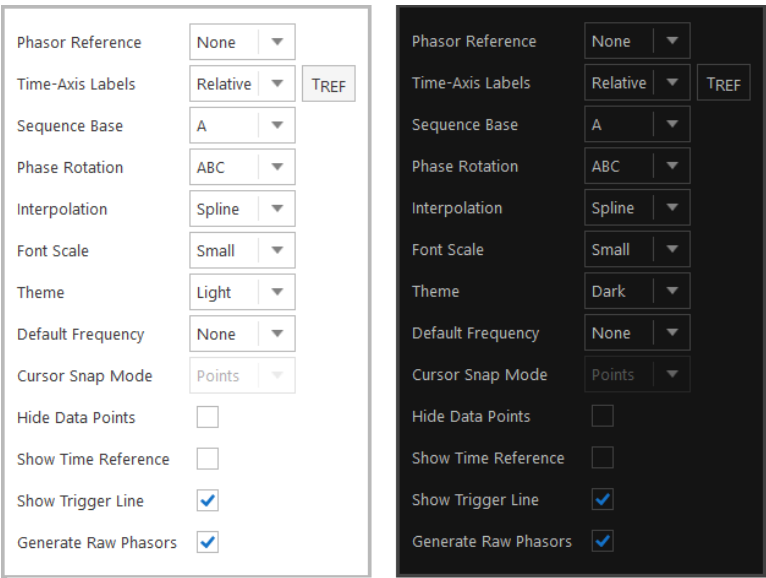 Phasor Reference None
Time-Axis Labels Relative TREF
Sequence Base A
Phase Rotation ABC
Interpolation Spline
Font Scale Small
Theme Light
Default Frequency None
Cursor Snap Mode Points
Hide Data Points
Show Time Reference
Show Trigger Line
Generate Raw Phasors
Phasor Reference None
Time-Axis Labels Relative TREF
Sequence Base A
Phase Rotation ABC
Interpolation Spline
Font Scale Small
Theme Dark
Default Frequency None
Cursor Snap Mode Points
Hide Data Points
Show Time Reference
Show Trigger Line
Generate Raw Phasors